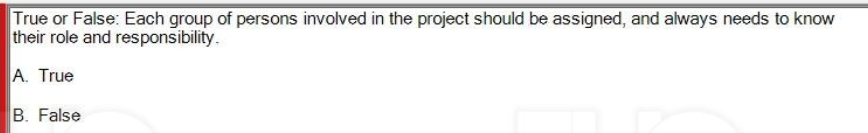 True or False: Each group of persons involved in the project should be assigned, and always needs to know
their role and responsibility.
A. True
B. False